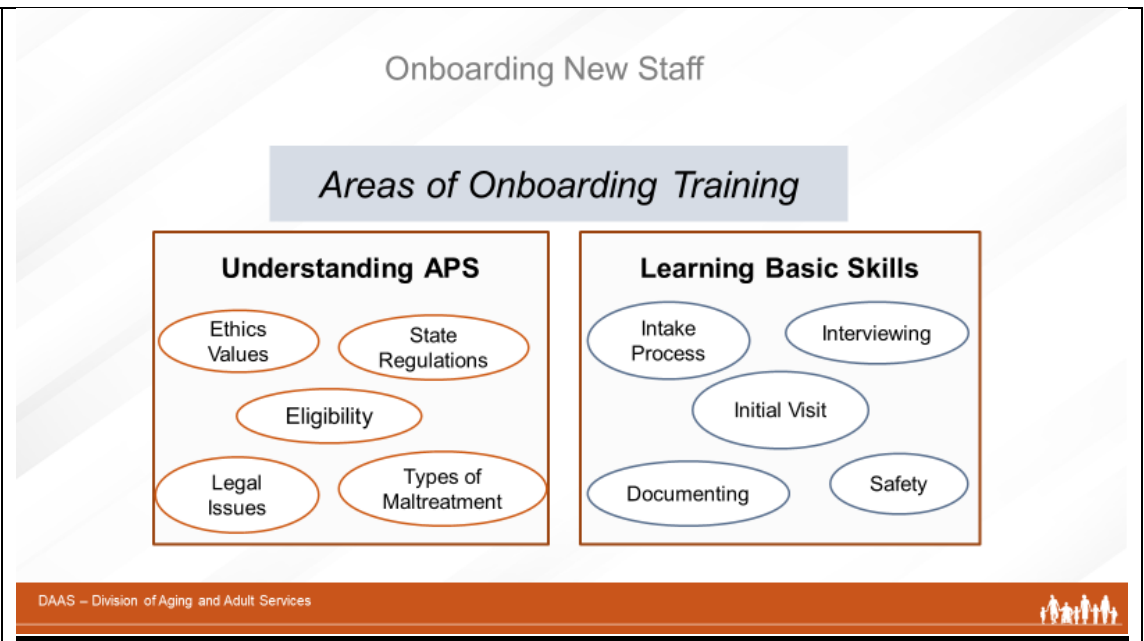 Onboarding New Staff
Areas of Onboarding Training
Understanding APS
Ethics
Values
State
Regulations
Eligibility
Legal
Issues
Types of
Maltreatment
Learning Basic Skills
Intake
Process
Interviewing
Initial Visit
Documenting
Safety
DAAS – Division of Aging and Adult Services